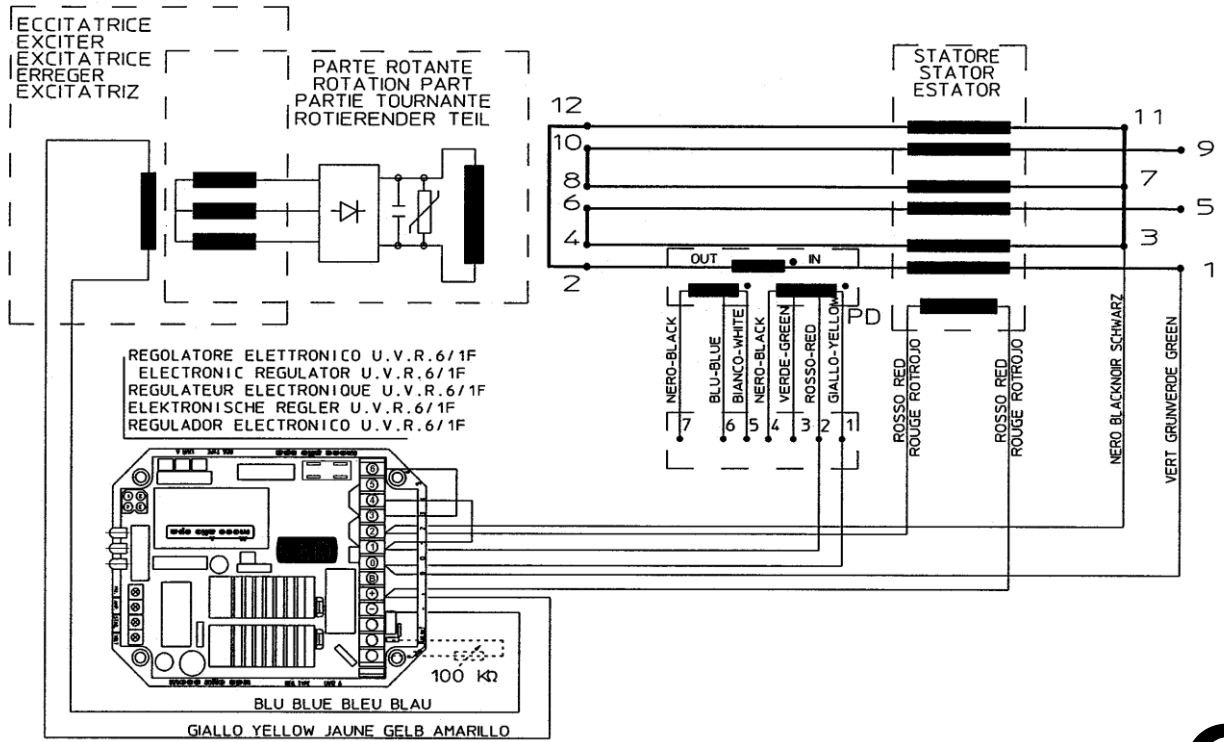 ECCITATRICE
EXCITER
EXCITATRICE
ERREGER
EXCITATRIZ
PARTE ROTANTE
ROTATION PART
PARTIE TOURNANTE
ROTIERENDER TEIL
STATORE
STATOR
ESTATOR
12
10
8
6
4
2
11
9
7
5
3
1
OUT
IN
PD
NERO-BLACK
BLU-BLUE
BIANCO-WHITE
NERO-BLACK
VERDE-GREEN
ROSSO-RED
GIALLO-YELLOW
7
6
5
4
3
2
1
ROSSO RED
ROUGE ROTROJO
ROSSO RED
ROUGE ROTROJO
NERO BLACKNOIR SCHWARZ
VERT GRUNVERDE GREEN
REGOLATORE ELETTRONICO U.V.R.6/1F
ELECTRONIC REGULATOR U.V.R.6/1F
REGULATEUR ELECTRONIQUE U.V.R.6/1F
ELEKTRONISCHE REGLER U.V.R.6/1F
REGULADOR ELECTRONICO U.V.R.6/1F
6
5
4
3
2
1
0
B
+
-
100 KΩ
BLU BLUE BLEU BLAU
GIALLO YELLOW JAUNE GELB AMARILLO